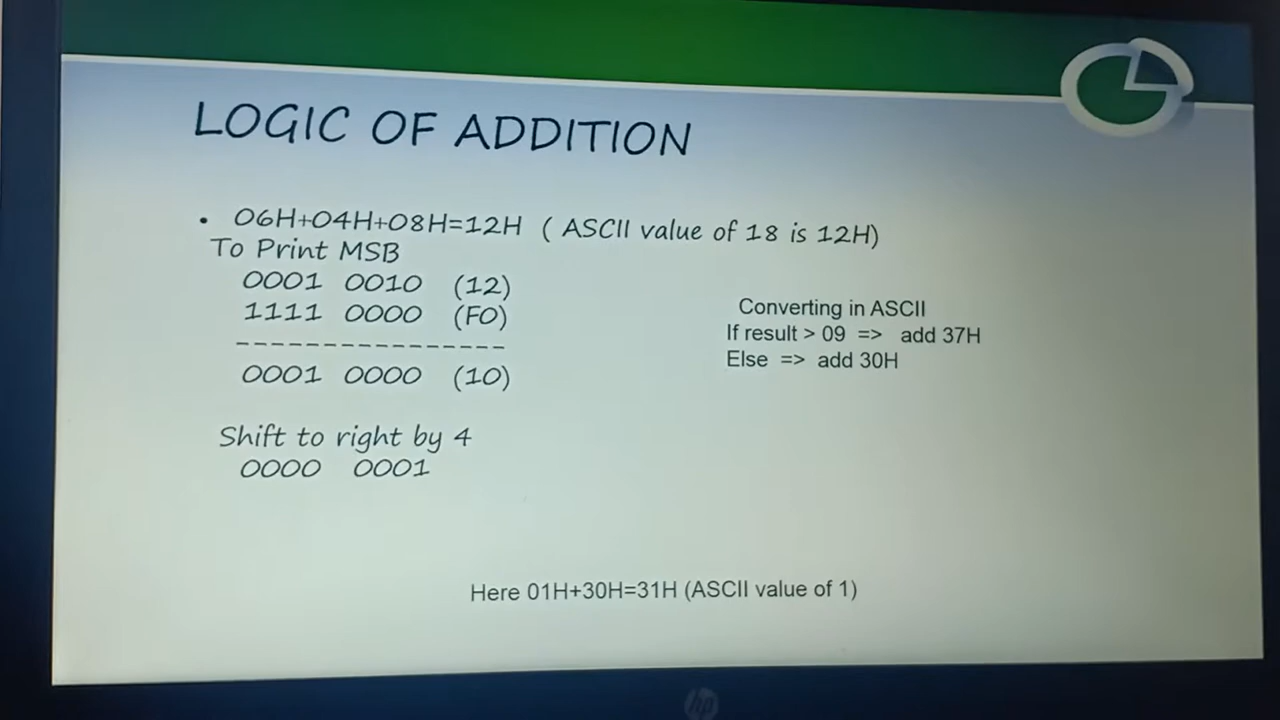 LOGIC OF ADDITION
• 06H+04H+08H=12H ( ASCII value of 18 is 12H)
To Print MSB
0001 0010 (12)
1111 0000 (F0)
----------------
0001 0000 (10)
Converting in ASCII
If result > 09 => add 37H
Else => add 30H
Shift to right by 4
0000 0001
Here 01H+30H=31H (ASCII value of 1)
hp